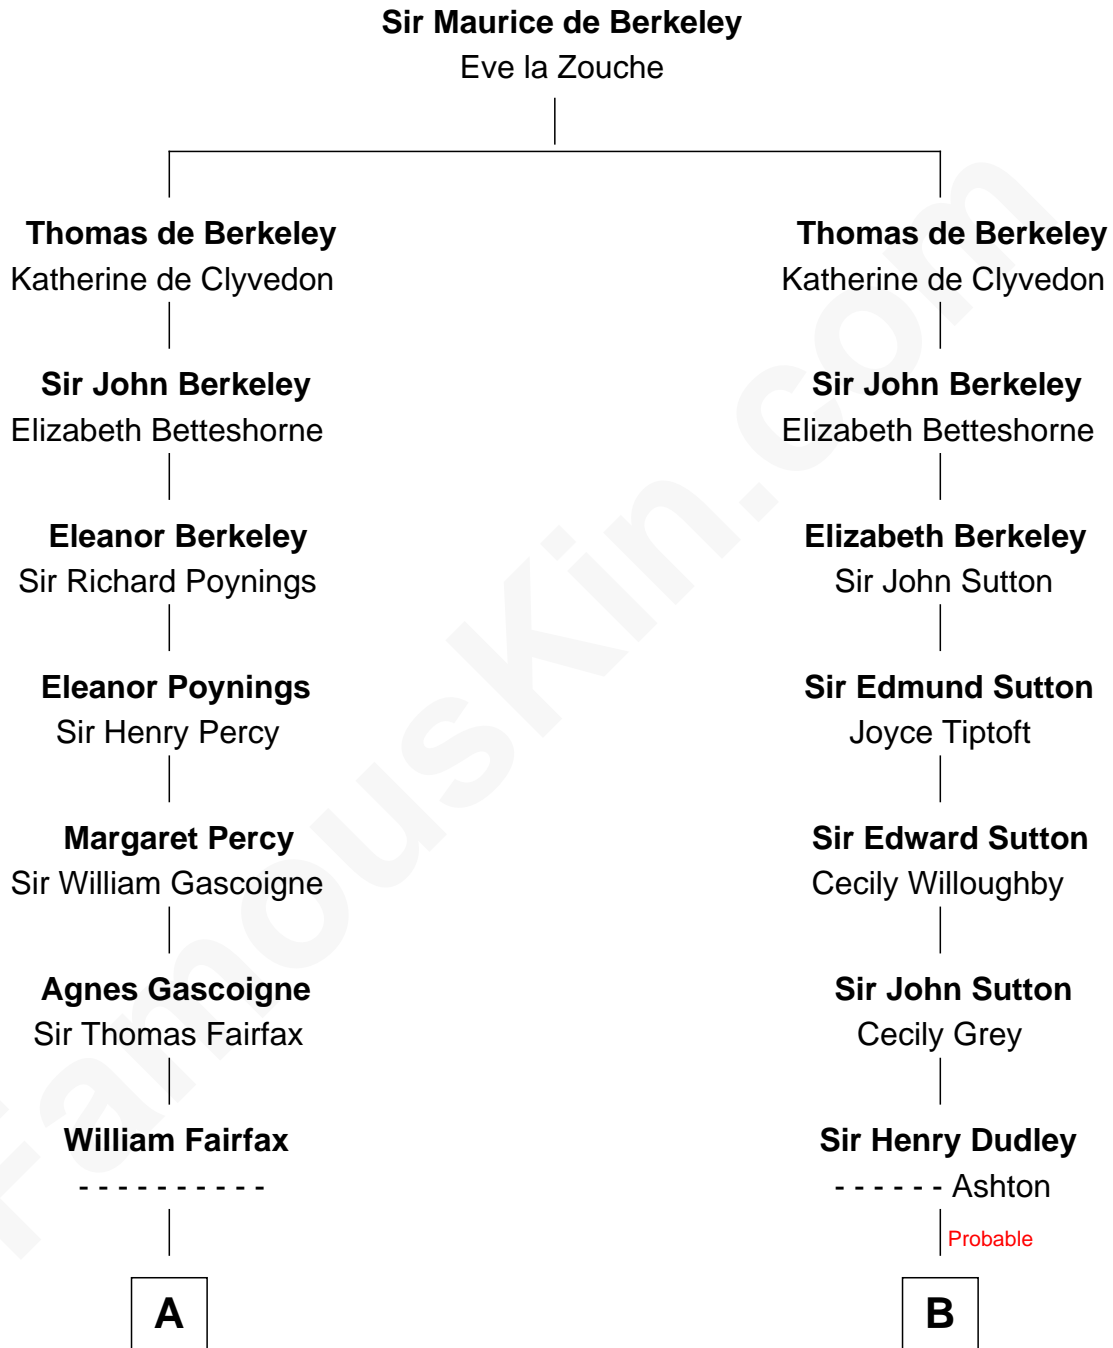 Sir Maurice de Berkeley
Eve la Zouche
Thomas de Berkeley
Katherine de Clyvedon
Sir John Berkeley
Elizabeth Betteshorne
Eleanor Berkeley
Sir Richard Poynings
Eleanor Poynings
Sir Henry Percy
Margaret Percy
Sir William Gascoigne
Agnes Gascoigne
Sir Thomas Fairfax
William Fairfax
- - - - - - - - - -
A
Thomas de Berkeley
Katherine de Clyvedon
Sir John Berkeley
Elizabeth Betteshorne
Elizabeth Berkeley
Sir John Sutton
Sir Edmund Sutton
Joyce Tiptoft
Sir Edward Sutton
Cecily Willoughby
Sir John Sutton
Cecily Grey
Sir Henry Dudley
- - - - - - Ashton
Probable
B
FamousKin.com